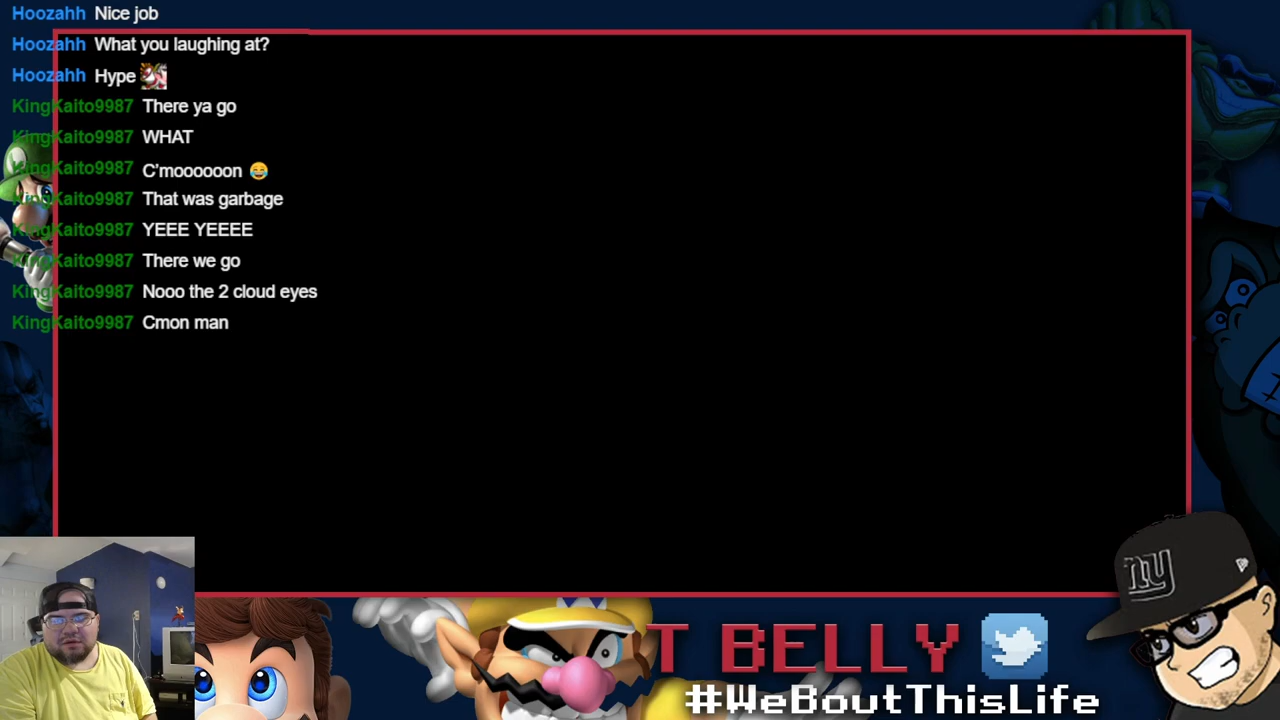 Hoozahh Nice job
Hoozahh What you laughing at?
Hoozahh Hype
KingKaito9987 There ya go
KingKaito9987 WHAT
KingKaito9987 C'mooooooon 😂
KingKaito9987 That was garbage
KingKaito9987 YEEE YEEEE
KingKaito9987 There we go
KingKaito9987 Nooo the 2 cloud eyes
KingKaito9987 Cmon man
T BELLY
#WeBoutThisLife
NY